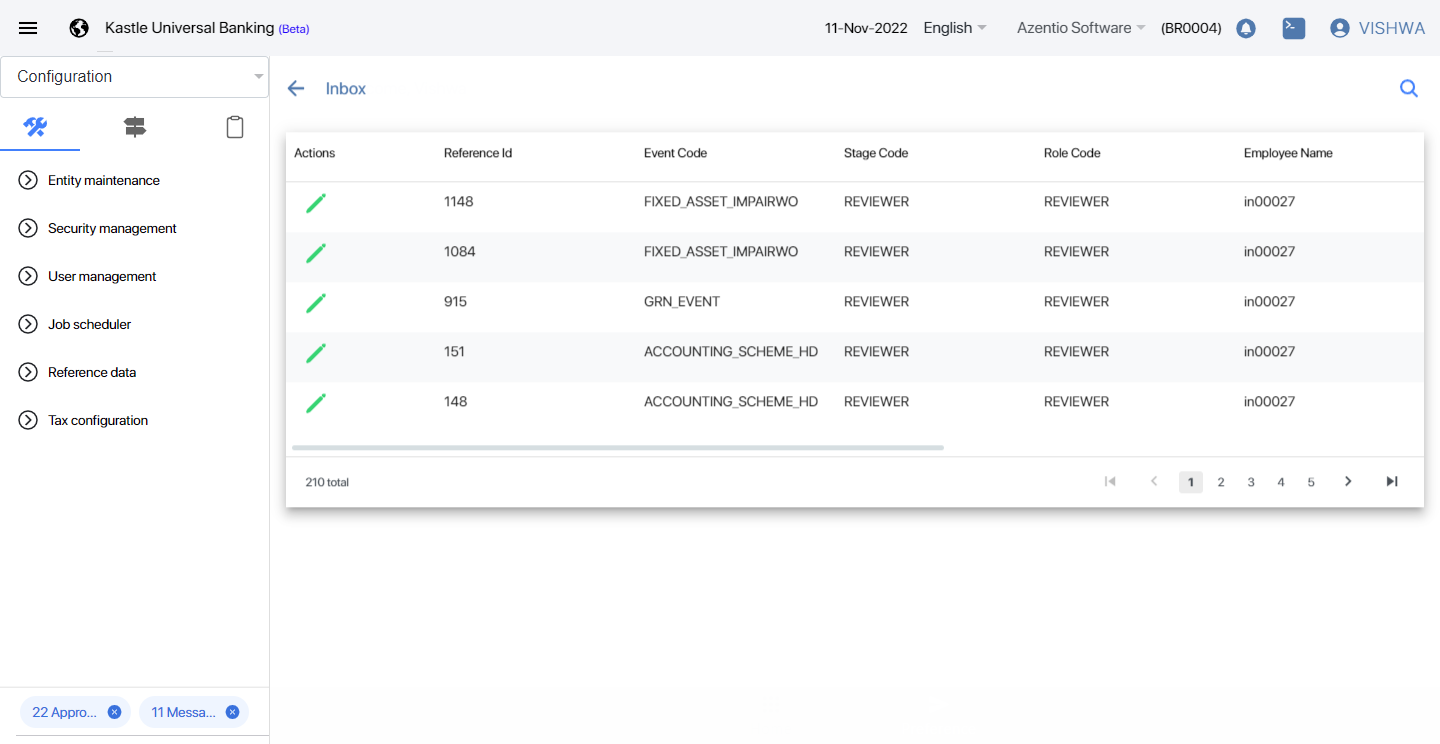 Kastle Universal Banking (Beta) 11-Nov-2022 English Azentio Software (BR0004) VISHWA
Configuration
Entity maintenance
Security management
User management
Job scheduler
Reference data
Tax configuration
22 Appro... 11 Messa...
Inbox
Actions Reference Id Event Code Stage Code Role Code Employee Name
1148 FIXED_ASSET_IMPAIRWO REVIEWER REVIEWER in00027
1084 FIXED_ASSET_IMPAIRWO REVIEWER REVIEWER in00027
915 GRN_EVENT REVIEWER REVIEWER in00027
151 ACCOUNTING_SCHEME_HD REVIEWER REVIEWER in00027
148 ACCOUNTING_SCHEME_HD REVIEWER REVIEWER in00027
210 total 1 2 3 4 5